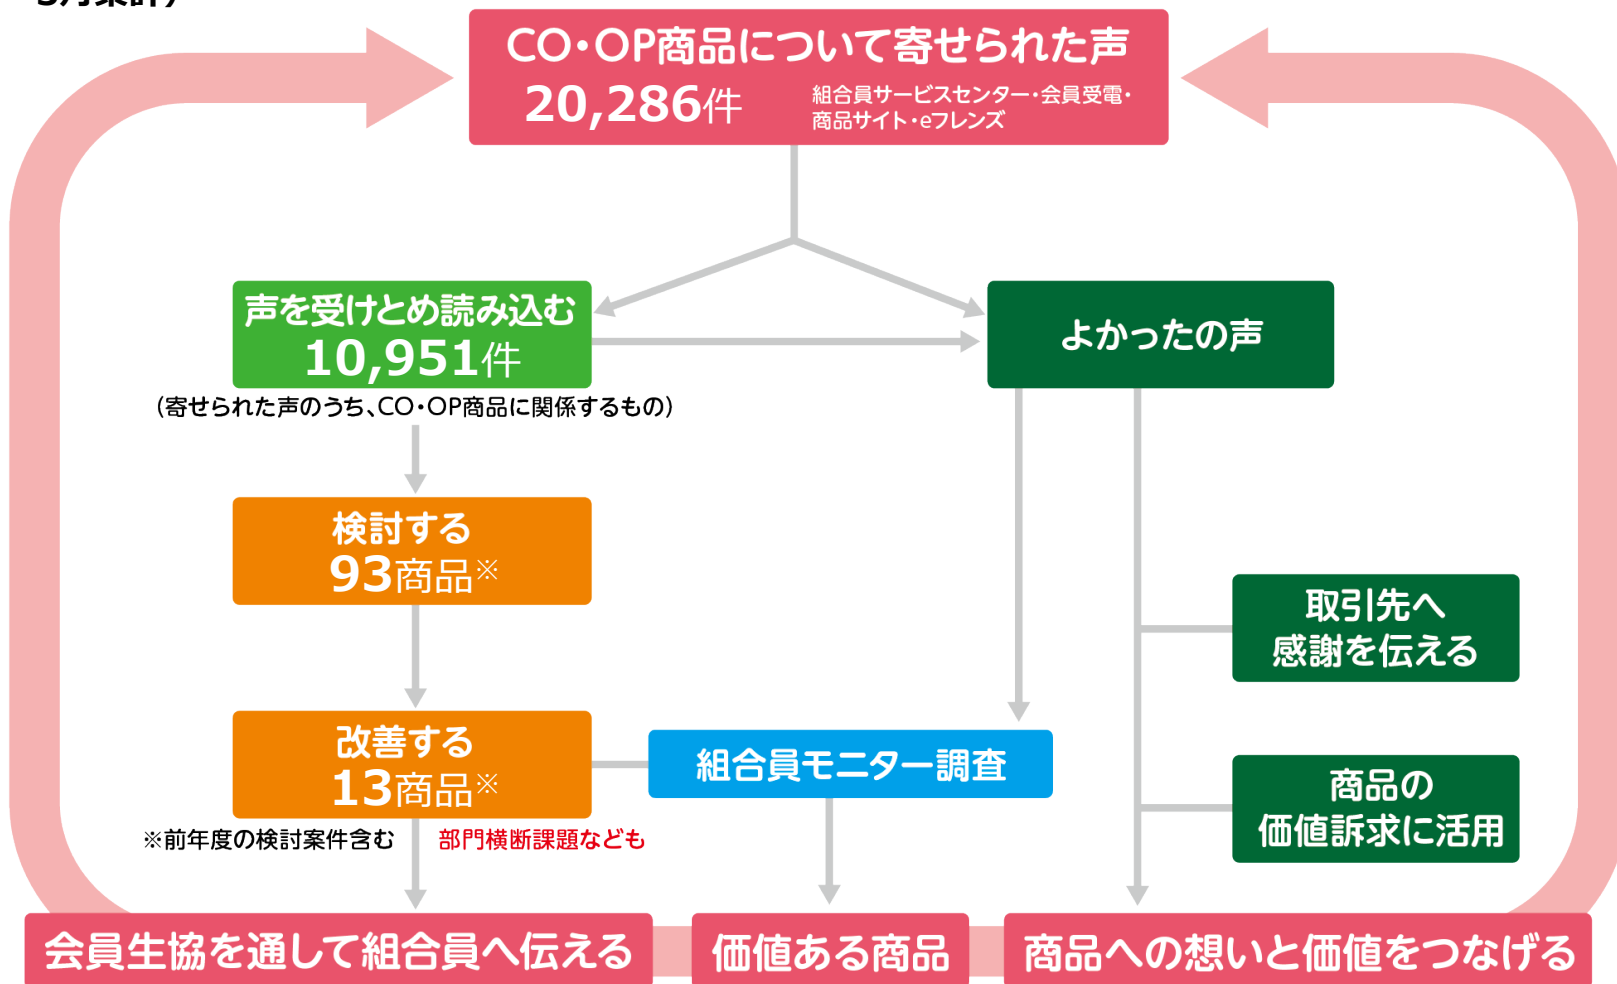 CO・OP商品について寄せられた声
20,286件
組合員サービスセンター・会員受電・
商品サイト・eフレンズ
声を受けとめ読み込む
10,951件
(寄せられた声のうち、CO・OP商品に関係するもの)
よかったの声
検討する
93商品※
取引先へ
感謝を伝える
改善する
13商品※
組合員モニター調査
商品の
価値訴求に活用
※前年度の検討案件含む
部門横断課題なども
会員生協を通して組合員へ伝える
価値ある商品
商品への想いと価値をつなげる